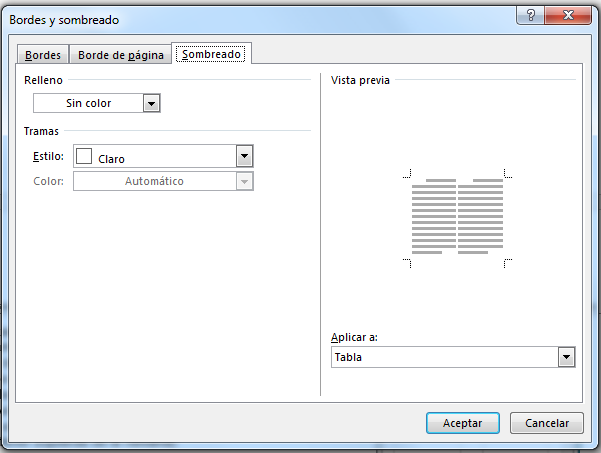 Bordes y sombreado
?
Bordes
Borde de página
Sombreado
Relleno
Sin color
Tramas
Estilo:
Claro
Color:
Automático
Vista previa
Aplicar a:
Tabla
Aceptar
Cancelar